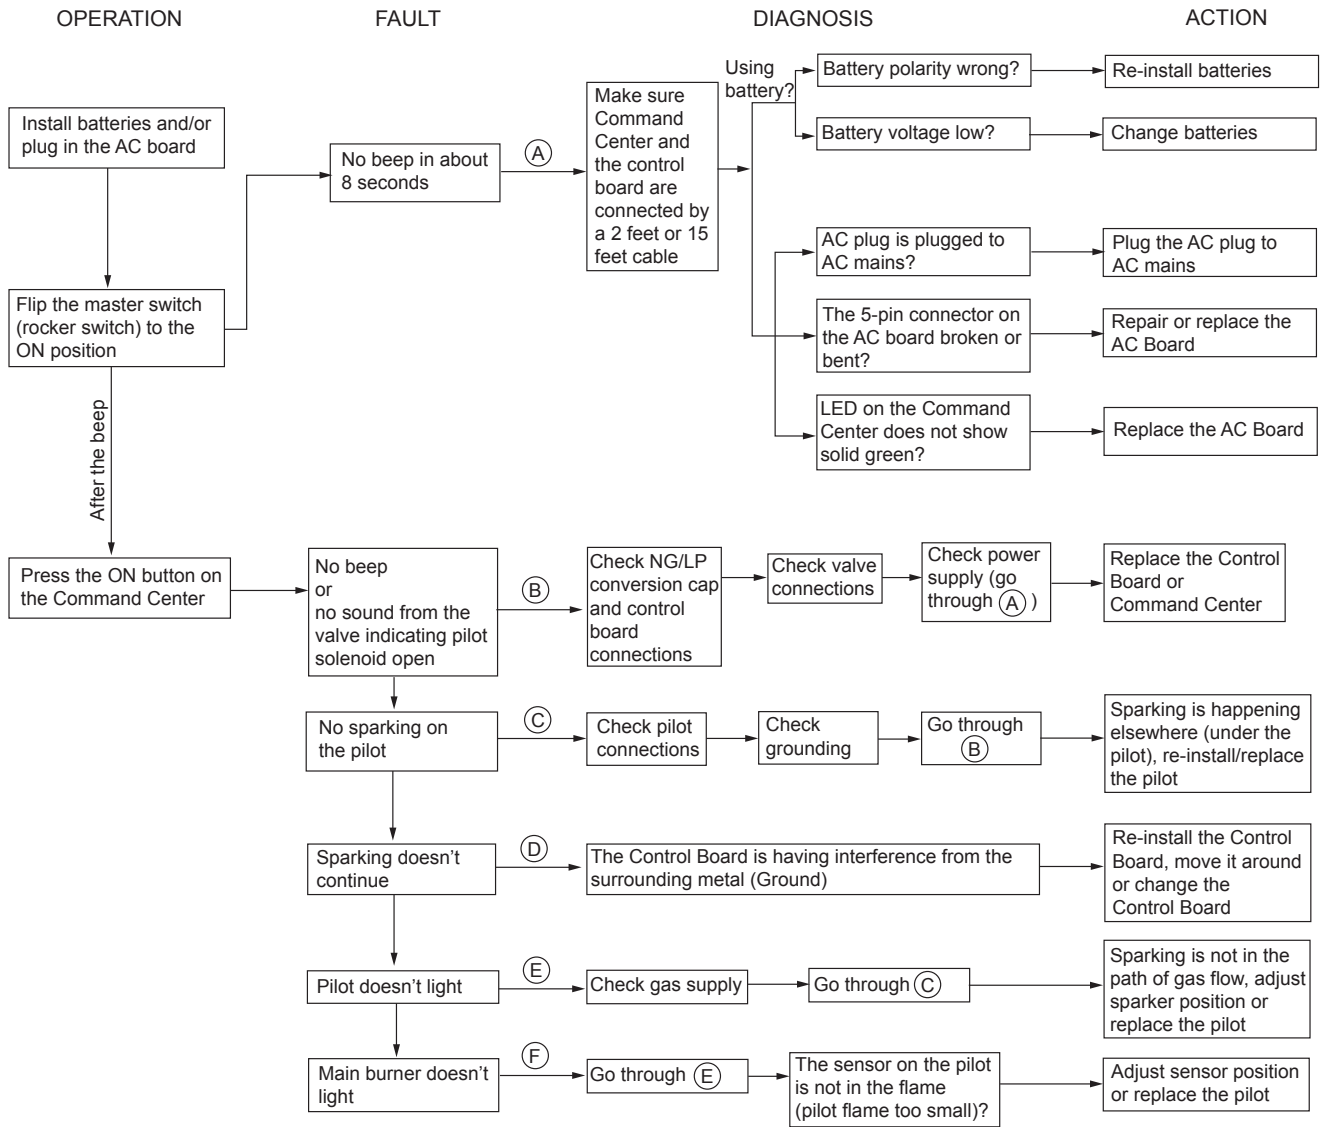 OPERATION
FAULT
DIAGNOSIS
ACTION
Install batteries and/or
plug in the AC board
Flip the master switch
(rocker switch) to the
ON position
No beep in about
8 seconds
A
Make sure
Command
Center and
the control
board are
connected by
a 2 feet or 15
feet cable
Using
battery?
Battery polarity wrong?
Re-install batteries
Battery voltage low?
Change batteries
AC plug is plugged to
AC mains?
Plug the AC plug to
AC mains
The 5-pin connector on
the AC board broken or
bent?
Repair or replace the
AC Board
LED on the Command
Center does not show
solid green?
Replace the AC Board
After the beep
Press the ON button on
the Command Center
No beep
or
no sound from the
valve indicating pilot
solenoid open
B
Check NG/LP
conversion cap
and control
board
connections
Check valve
connections
Check power
supply (go
through A )
Replace the Control
Board or
Command Center
No sparking on
the pilot
C
Check pilot
connections
Check
grounding
Go through
B
Sparking is happening
elsewhere (under the
pilot), re-install/replace
the pilot
Sparking doesn't
continue
D
The Control Board is having interference from the
surrounding metal (Ground)
Re-install the Control
Board, move it around
or change the
Control Board
Pilot doesn't light
E
Check gas supply
Go through C
Sparking is not in the
path of gas flow, adjust
sparker position or
replace the pilot
Main burner doesn't
light
F
Go through E
The sensor on the pilot
is not in the flame
(pilot flame too small)?
Adjust sensor position
or replace the pilot